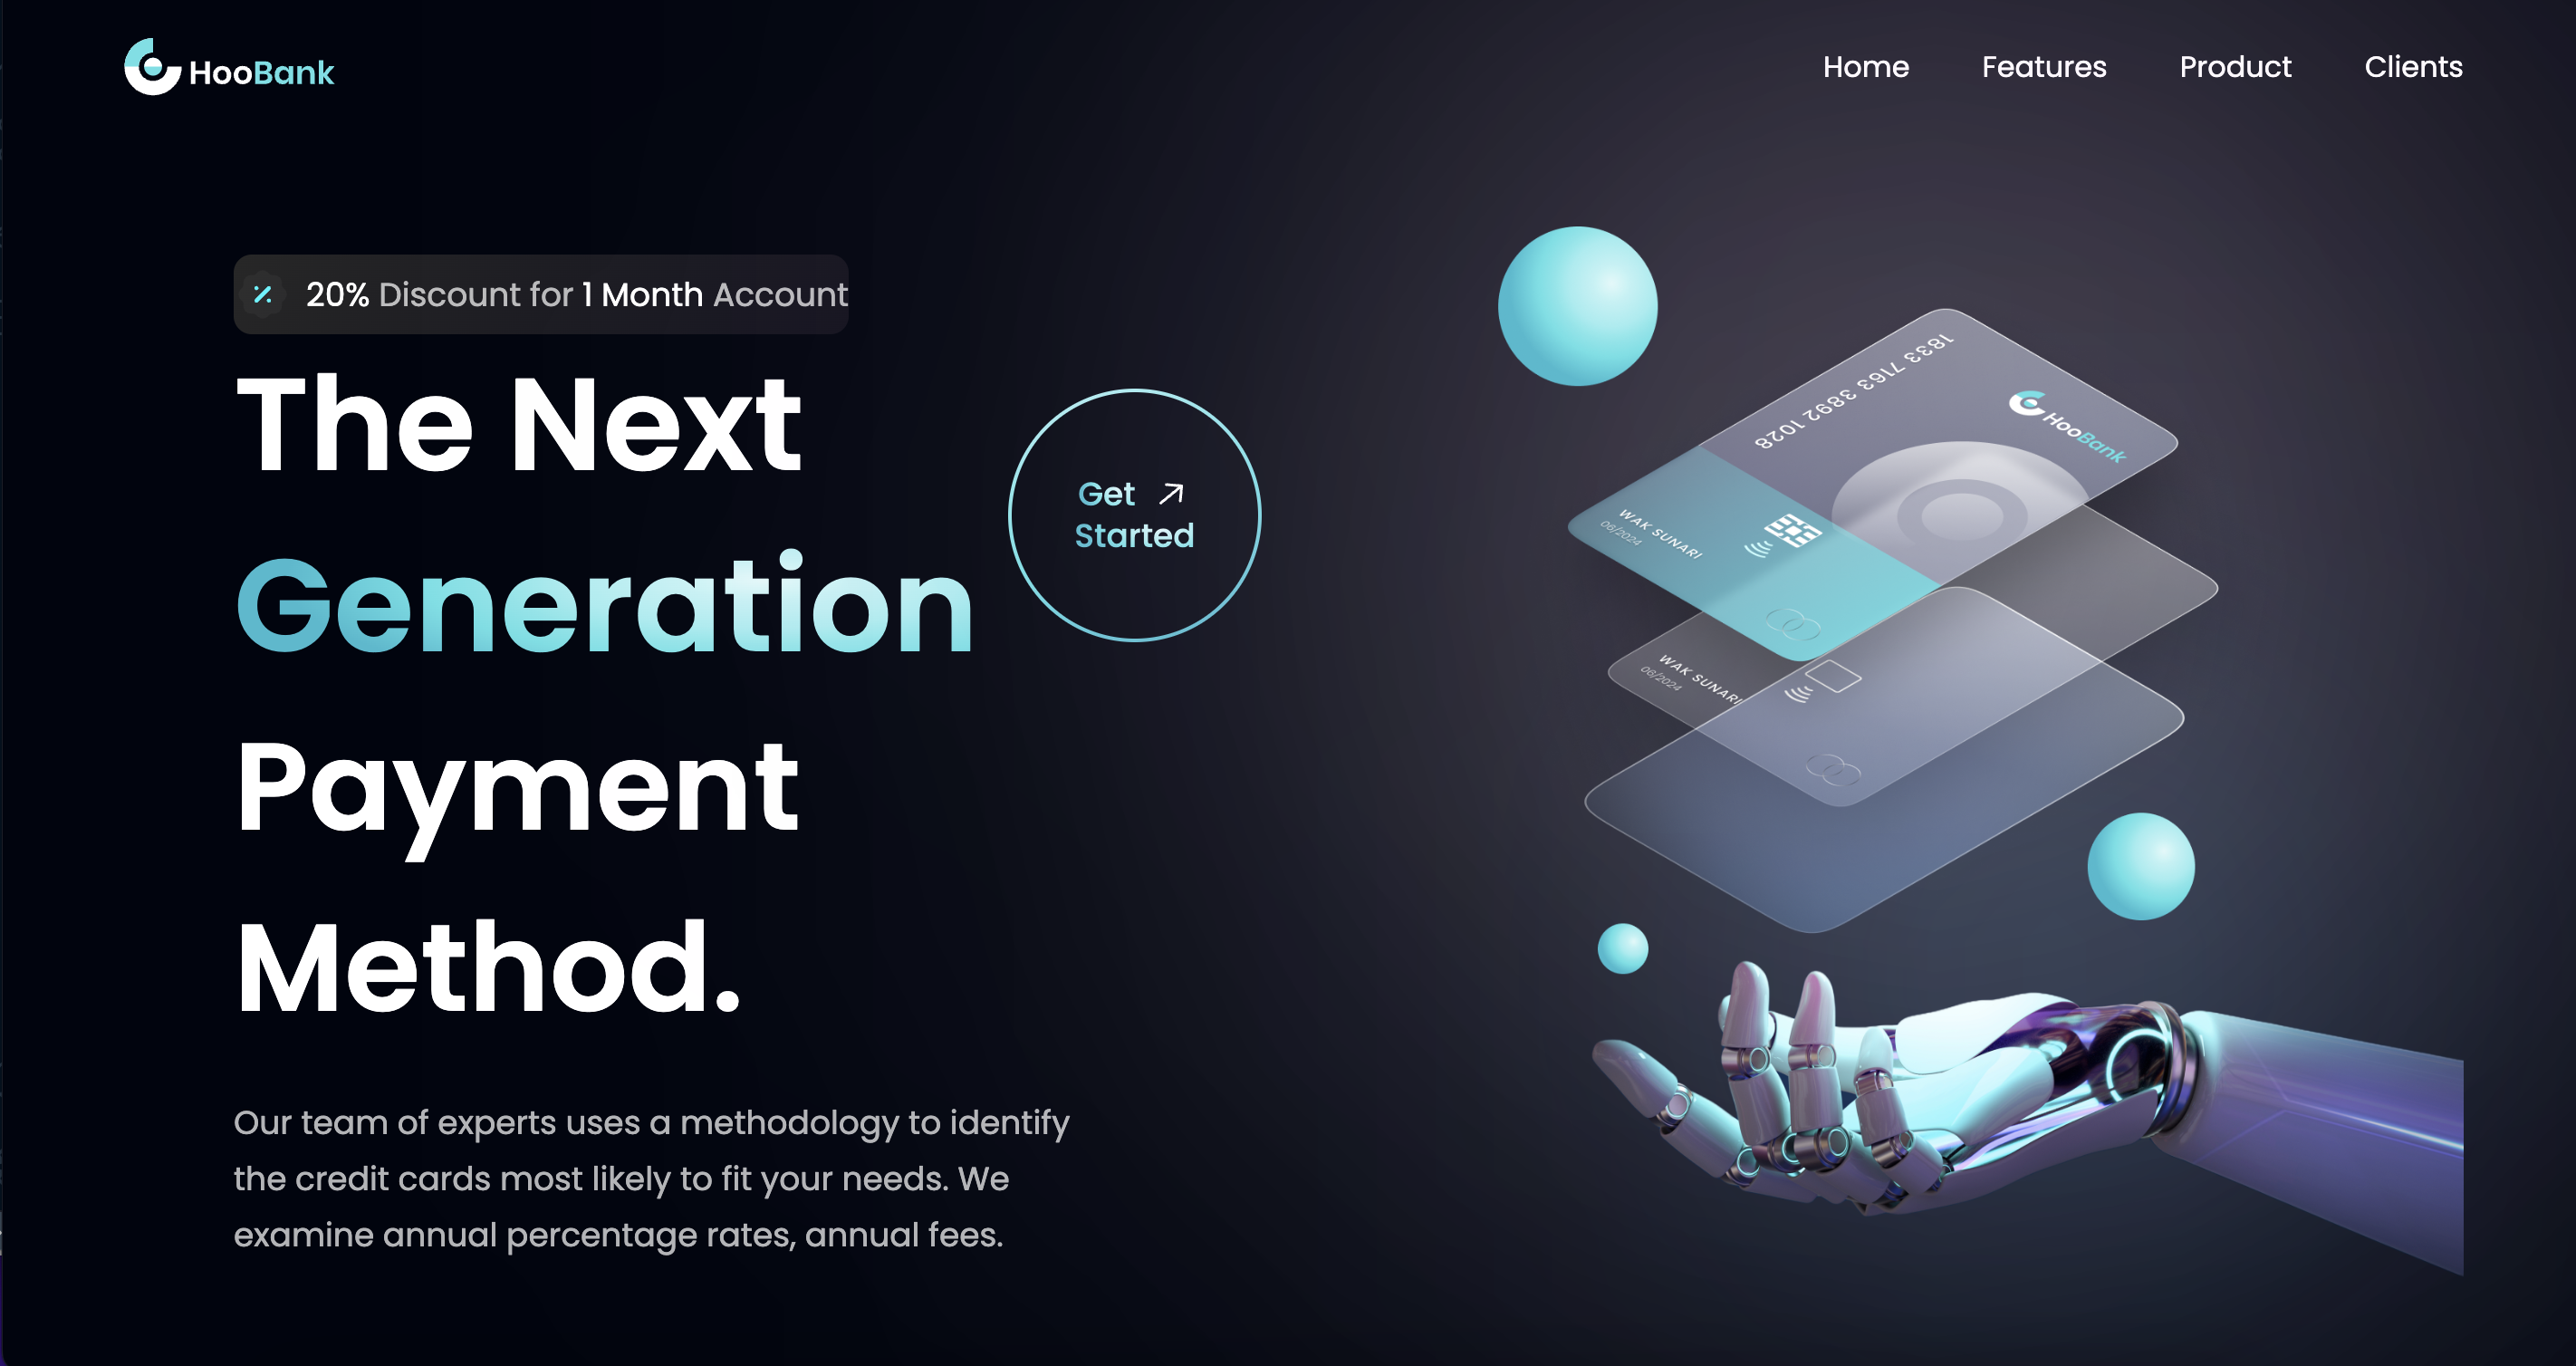 HooBank
Home Features Product Clients
20% Discount for 1 Month Account
The Next
Generation
Payment
Method.
Get
Started
Our team of experts uses a methodology to identify
the credit cards most likely to fit your needs. We
examine annual percentage rates, annual fees.
1833 7163 3892 1028
HooBank
WAK SUNARI
06/2024
WAK SUNARI
06/2024